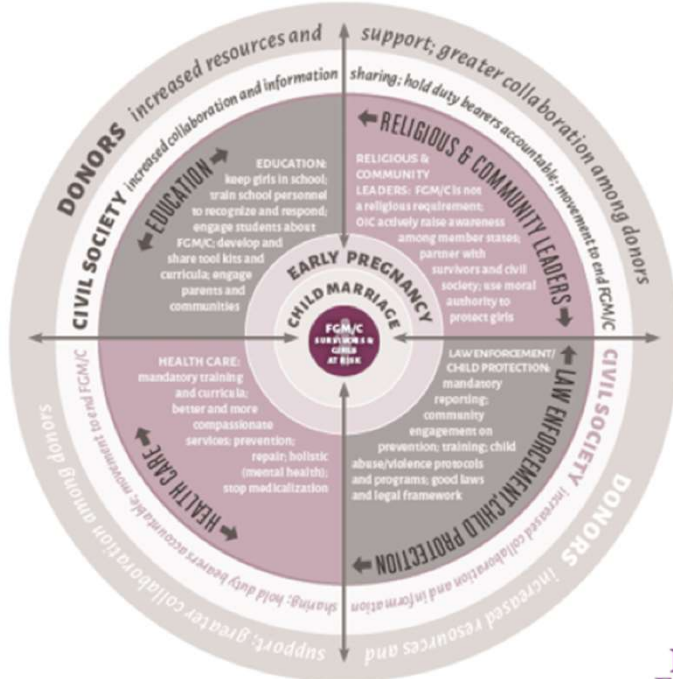 DONORS increased resources and support; greater collaboration among donors
CIVIL SOCIETY increased collaboration and information sharing; hold duty bearers accountable; movement to end FGM/C
EDUCATION
EDUCATION:
keep girls in school;
train school personnel
to recognize and respond;
engage students about
FGM/C; develop and
share tool kits and
curricula; engage
parents and
communities
RELIGIOUS & COMMUNITY LEADERS
RELIGIOUS &
COMMUNITY
LEADERS: FGM/C is not
a religious requirement;
OIC actively raise awareness
among member states;
partner with
survivors and civil
society; use moral
authority to
protect girls
EARLY PREGNANCY
CHILD MARRIAGE
FGM/C
SURVIVORS &
GIRLS
AT RISK
HEALTH CARE:
mandatory training
and curricula;
better and more
compassionate
services; prevention;
repair; holistic
(mental health);
stop medicalization
HEALTH CARE
LAW ENFORCEMENT/
CHILD PROTECTION:
mandatory
reporting;
community
engagement on
prevention; training; child
abuse/violence protocols
and programs; good laws
and legal framework
LAW ENFORCEMENT, CHILD PROTECTION
CIVIL SOCIETY increased collaboration and information sharing; hold duty bearers accountable; movement to end FGM/C
DONORS increased resources and support; greater collaboration among donors